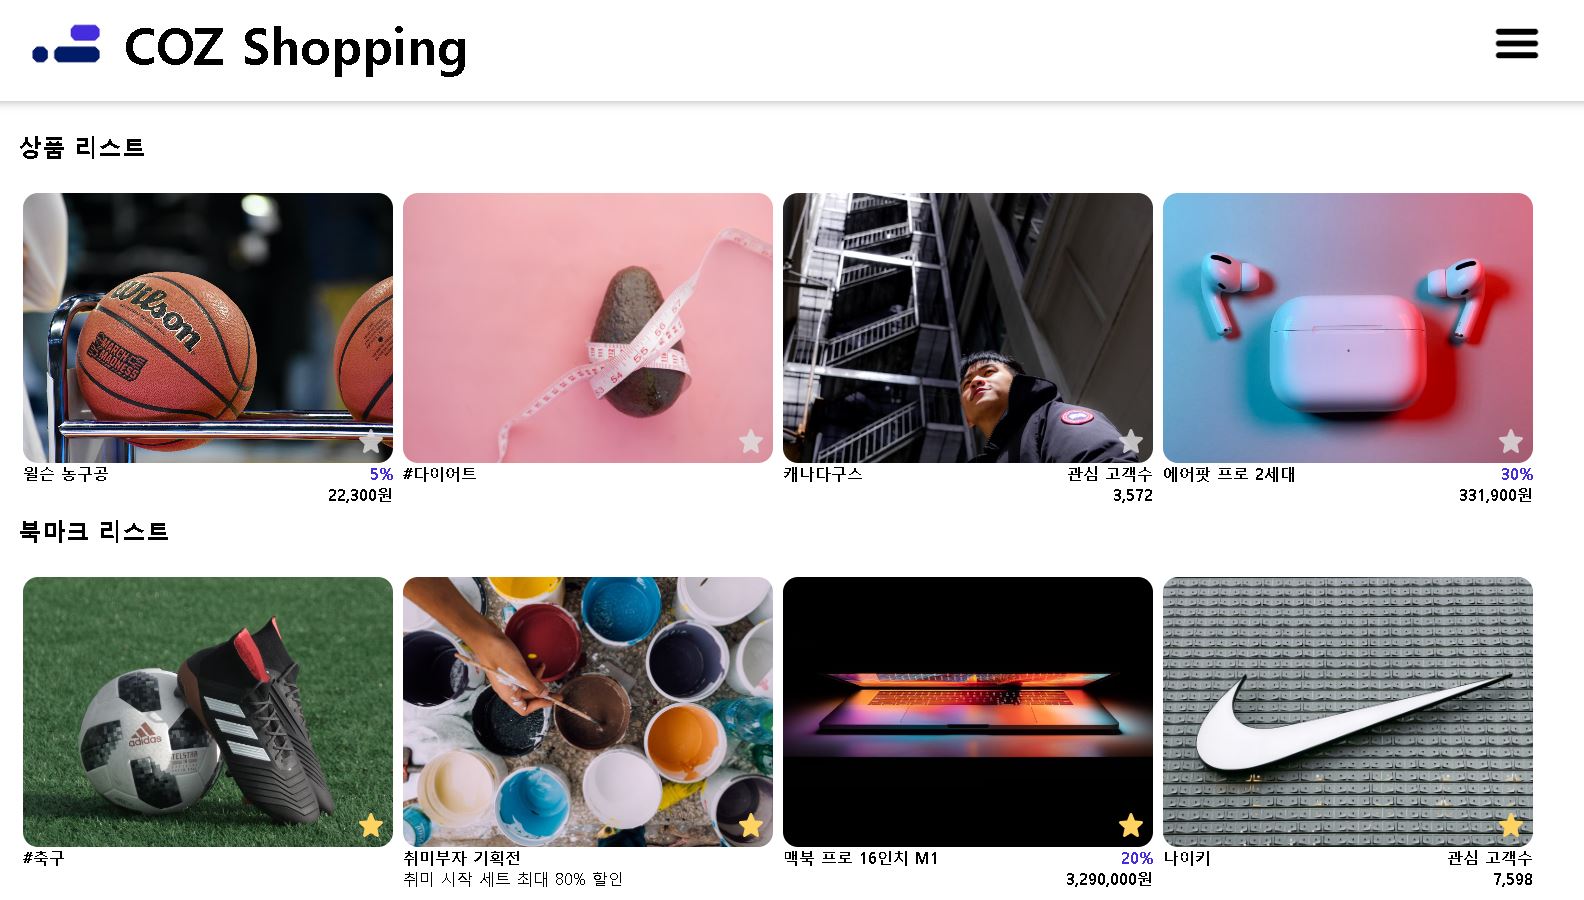 COZ Shopping
상품 리스트
Wilson
MARCH
MADNESS
윌슨 농구공 5%
22,300원
#다이어트
캐나다구스 관심 고객수
3,572
에어팟 프로 2세대 30%
331,900원
북마크 리스트
adidas
TELSTAR
#축구
취미부자 기획전
취미 시작 세트 최대 80% 할인
맥북 프로 16인치 M1 20%
3,290,000원
나이키 관심 고객수
7,598